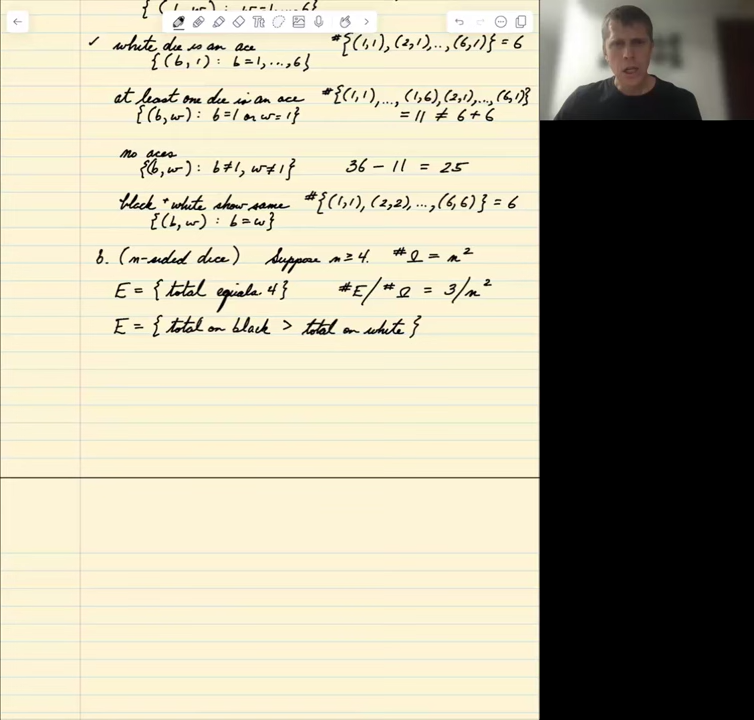 {(1,w): w=1,...,6}
✓ white die is an ace #{(1,1),(2,1),..,(6,1)} = 6
{(b,1): b=1,...,6}
at least one die is an ace #{(1,1),...,(1,6),(2,1),...,(6,1)}
{(b,w): b=1 or w=1} = 11 ≠ 6+6
no aces
{(b,w): b≠1, w≠1} 36 - 11 = 25
black + white show same #{(1,1),(2,2),...,(6,6)} = 6
{(b,w): b=w}
b. (n-sided dice) Suppose n≥4. #Ω = n²
E = {total equals 4} #E/#Ω = 3/n²
E = {total on black > total on white}